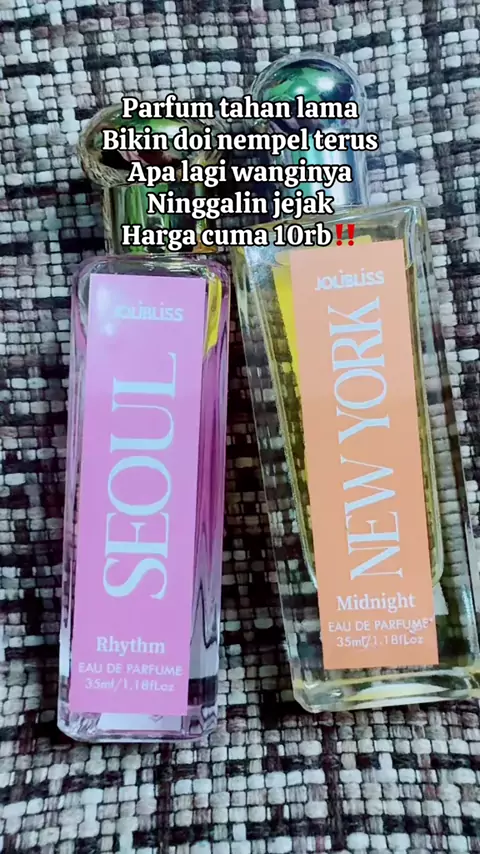 Parfum tahan lama
Bikin doi nempel terus
Apa lagi wanginya
Ninggalin jejak
Harga cuma 10rb‼️
JOLIBLISS
SEOUL
Rhythm
EAU DE PARFUME
35ml/1.18fl.oz
JOLIBLISS
NEW YORK
Midnight
EAU DE PARFUME
35ml/1.18fl.oz